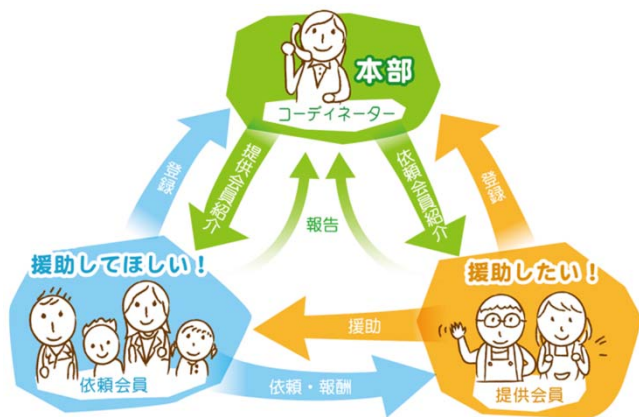 本部
コーディネーター
登録
提供会員紹介
報告
依頼会員紹介
登録
援助してほしい！
援助したい！
援助
依頼・報酬
依頼会員
提供会員